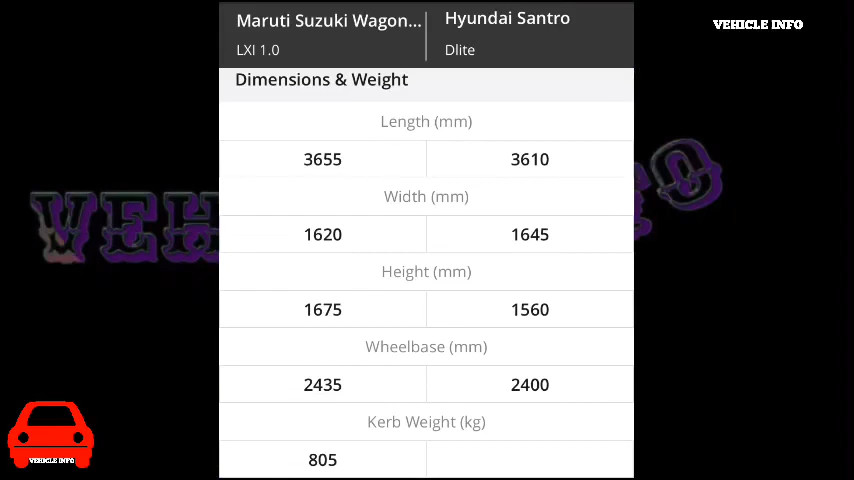 Maruti Suzuki Wagon...
Hyundai Santro
VEHICLE INFO
LXI 1.0
Dlite
Dimensions & Weight
Length (mm)
3655
3610
Width (mm)
1620
1645
Height (mm)
1675
1560
Wheelbase (mm)
2435
2400
Kerb Weight (kg)
805
VEHICLE INFO